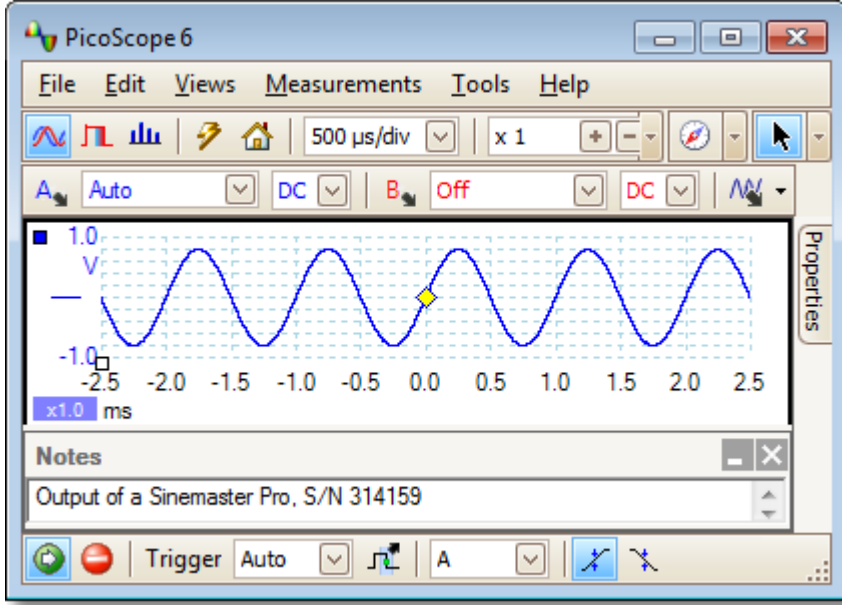 PicoScope 6
File Edit Views Measurements Tools Help
500 µs/div x 1
A Auto DC B Off DC
1.0
V
-1.0
-2.5 -2.0 -1.5 -1.0 -0.5 0.0 0.5 1.0 1.5 2.0 2.5
x1.0 ms
Properties
Notes
Output of a Sinemaster Pro, S/N 314159
Trigger Auto A